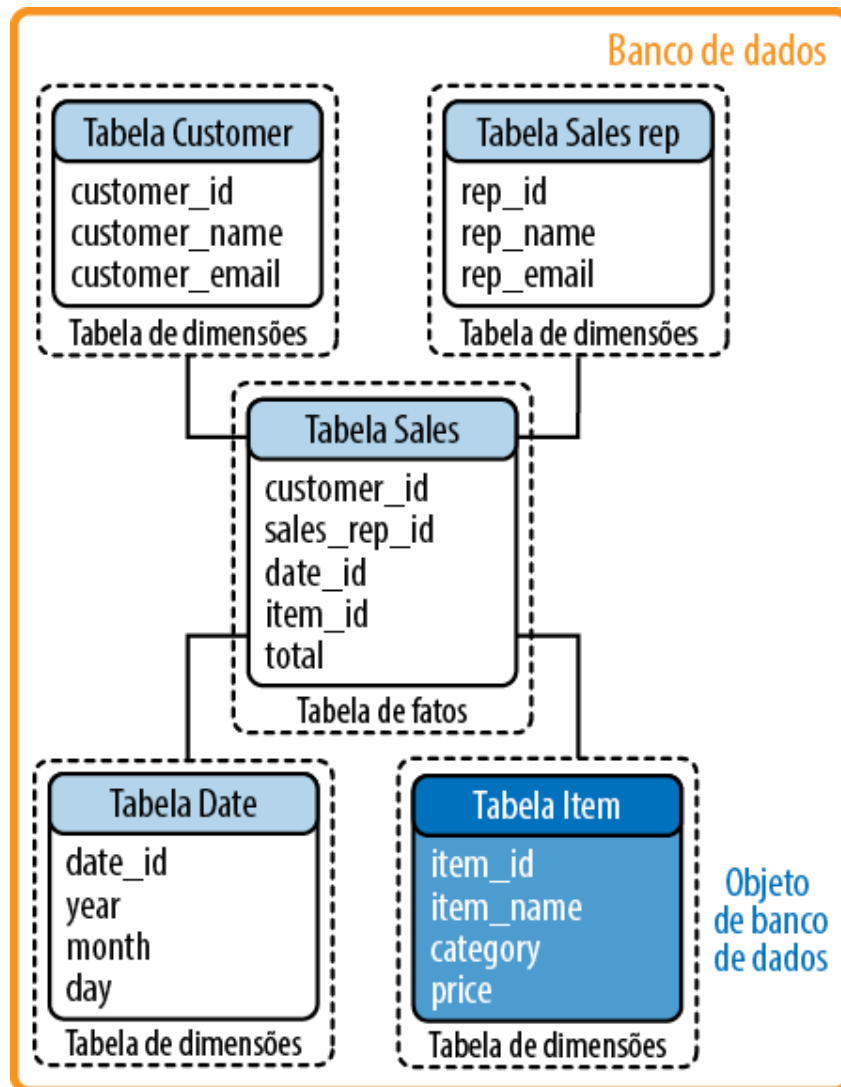 Banco de dados
Tabela Customer
customer_id
customer_name
customer_email
Tabela de dimensões
Tabela Sales rep
rep_id
rep_name
rep_email
Tabela de dimensões
Tabela Sales
customer_id
sales_rep_id
date_id
item_id
total
Tabela de fatos
Tabela Date
date_id
year
month
day
Tabela de dimensões
Tabela Item
item_id
item_name
category
price
Tabela de dimensões
Objeto
de banco
de dados